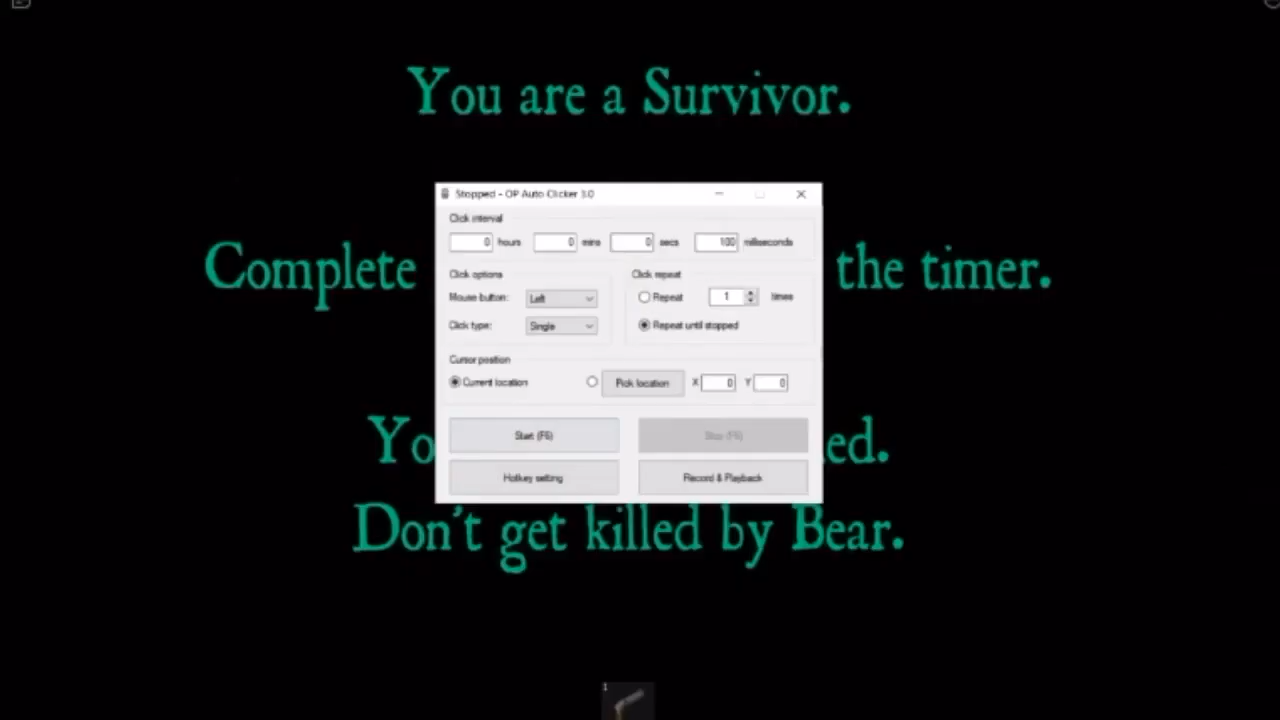 You are a Survivor.
Stopped - OP Auto Clicker 3.0
Click interval
0 hours 0 mins 0 secs 100 milliseconds
Complete the timer.
Click options Click repeat
Mouse button: Left Repeat 1 times
Click type: Single Repeat until stopped
Cursor position
Current location Pick location X 0 Y 0
Start (F6) Stop (F6)
Yo ed.
Hotkey setting Record & Playback
Don't get killed by Bear.
1